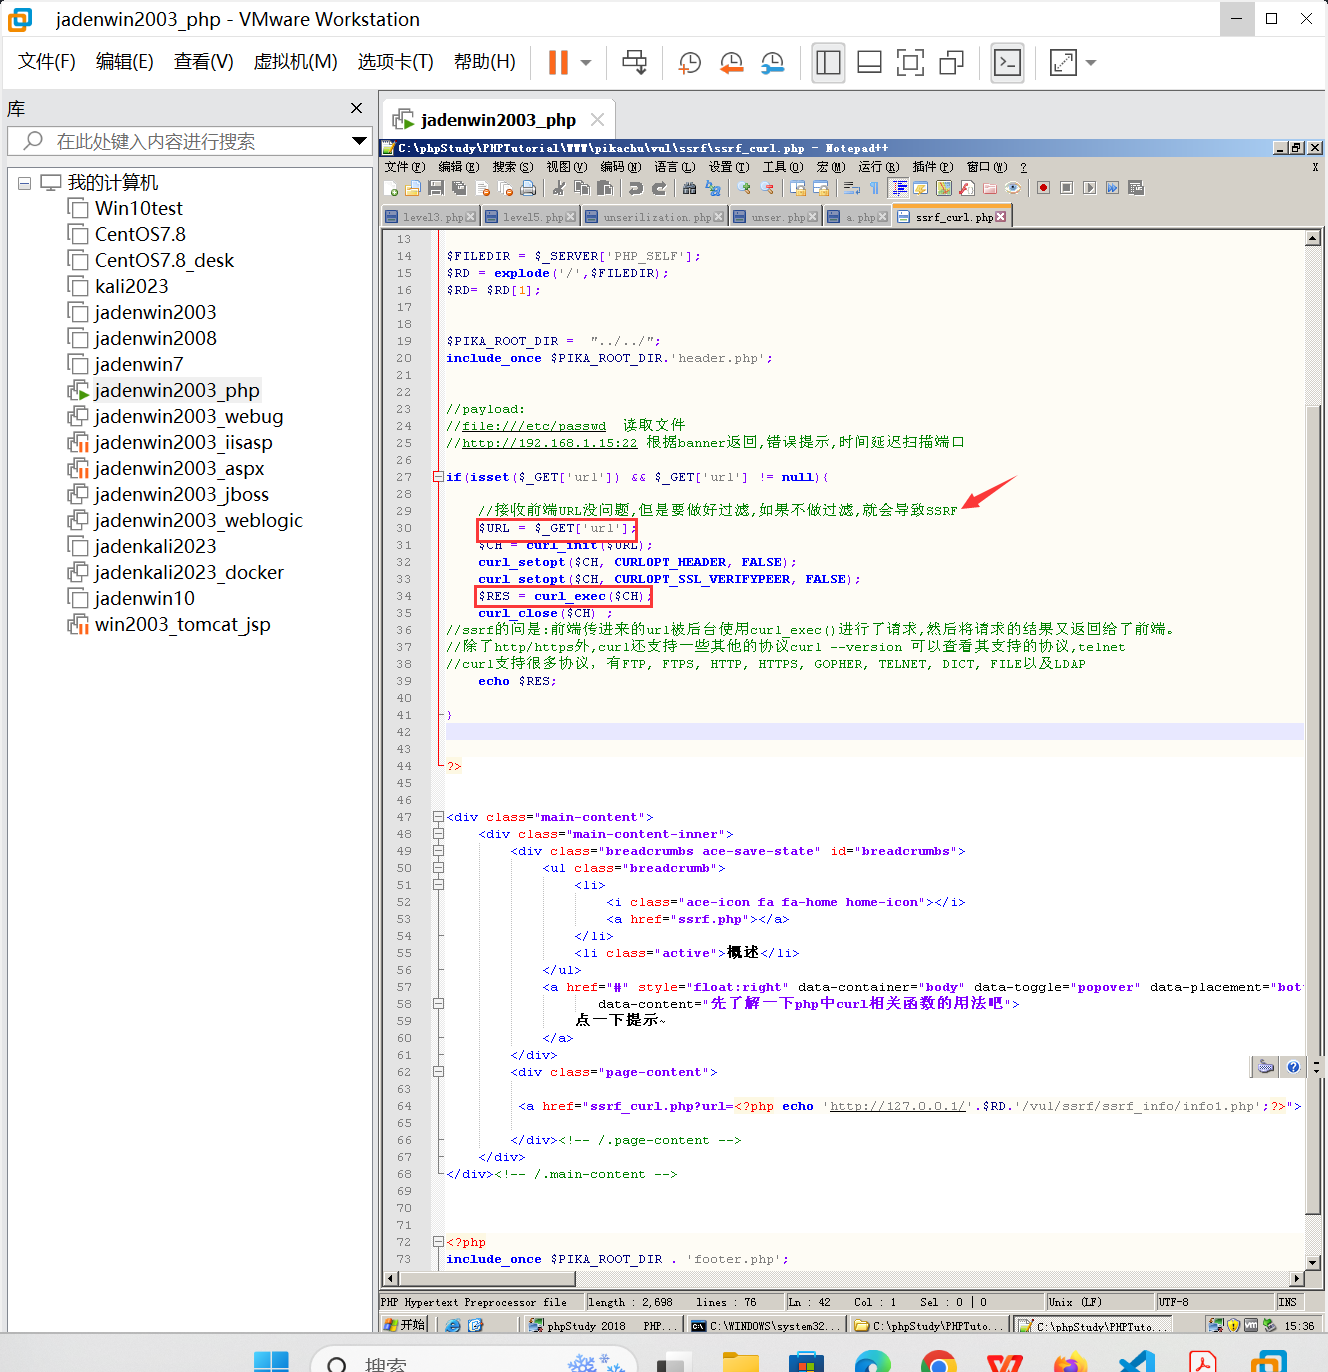 jadenwin2003_php - VMware Workstation
文件(F) 编辑(E) 查看(V) 虚拟机(M) 选项卡(T) 帮助(H)
库
在此处键入内容进行搜索
我的计算机
Win10test
CentOS7.8
CentOS7.8_desk
kali2023
jadenwin2003
jadenwin2008
jadenwin7
jadenwin2003_php
jadenwin2003_webug
jadenwin2003_iisasp
jadenwin2003_aspx
jadenwin2003_jboss
jadenwin2003_weblogic
jadenkali2023
jadenkali2023_docker
jadenwin10
win2003_tomcat_jsp
jadenwin2003_php
C:\phpStudy\PHPTutorial\WWW\pikachu\vul\ssrf\ssrf_curl.php - Notepad++
文件(F) 编辑(E) 搜索(S) 视图(V) 编码(N) 语言(L) 设置(T) 工具(O) 宏(M) 运行(R) 插件(P) 窗口(W) ? X
level3.php level5.php unserilization.php unser.php a.php ssrf_curl.php
13
14 $FILEDIR = $_SERVER['PHP_SELF'];
15 $RD = explode('/',$FILEDIR);
16 $RD= $RD[1];
17
18
19 $PIKA_ROOT_DIR =  "../../";
20 include_once $PIKA_ROOT_DIR.'header.php';
21
22
23 //payload:
24 //file:///etc/passwd  读取文件
25 //http://192.168.1.15:22 根据banner返回,错误提示,时间延迟扫描端口
26
27 if(isset($_GET['url']) && $_GET['url'] != null){
28
29 //接收前端URL没问题,但是要做好过滤,如果不做过滤,就会导致SSRF
30 $URL = $_GET['url'];
31 $CH = curl_init($URL);
32 curl_setopt($CH, CURLOPT_HEADER, FALSE);
33 curl_setopt($CH, CURLOPT_SSL_VERIFYPEER, FALSE);
34 $RES = curl_exec($CH);
35 curl_close($CH) ;
36 //ssrf的问是:前端传进来的url被后台使用curl_exec()进行了请求,然后将请求的结果又返回给了前端。
37 //除了http/https外,curl还支持一些其他的协议curl --version 可以查看其支持的协议,telnet
38 //curl支持很多协议，有FTP, FTPS, HTTP, HTTPS, GOPHER, TELNET, DICT, FILE以及LDAP
39 echo $RES;
40
41 }
42
43
44 ?>
45
46
47 <div class="main-content">
48 <div class="main-content-inner">
49 <div class="breadcrumbs ace-save-state" id="breadcrumbs">
50 <ul class="breadcrumb">
51 <li>
52 <i class="ace-icon fa fa-home home-icon"></i>
53 <a href="ssrf.php"></a>
54 </li>
55 <li class="active">概述</li>
56 </ul>
57 <a href="#" style="float:right" data-container="body" data-toggle="popover" data-placement="bot
58 data-content="先了解一下php中curl相关函数的用法吧">
59 点一下提示~
60 </a>
61 </div>
62 <div class="page-content">
63
64 <a href="ssrf_curl.php?url=<?php echo 'http://127.0.0.1/'.$RD.'/vul/ssrf/ssrf_info/info1.php';?>">
65
66 </div><!-- /.page-content -->
67 </div>
68 </div><!-- /.main-content -->
69
70
71
72 <?php
73 include_once $PIKA_ROOT_DIR . 'footer.php';
PHP Hypertext Preprocessor file length : 2,698 lines : 76 Ln : 42 Col : 1 Sel : 0 | 0 Unix (LF) UTF-8 INS
开始 phpStudy 2018 PHP... C:\WINDOWS\system32... C:\phpStudy\PHPTuto... C:\phpStudy\PHPTuto... 15:36
搜索